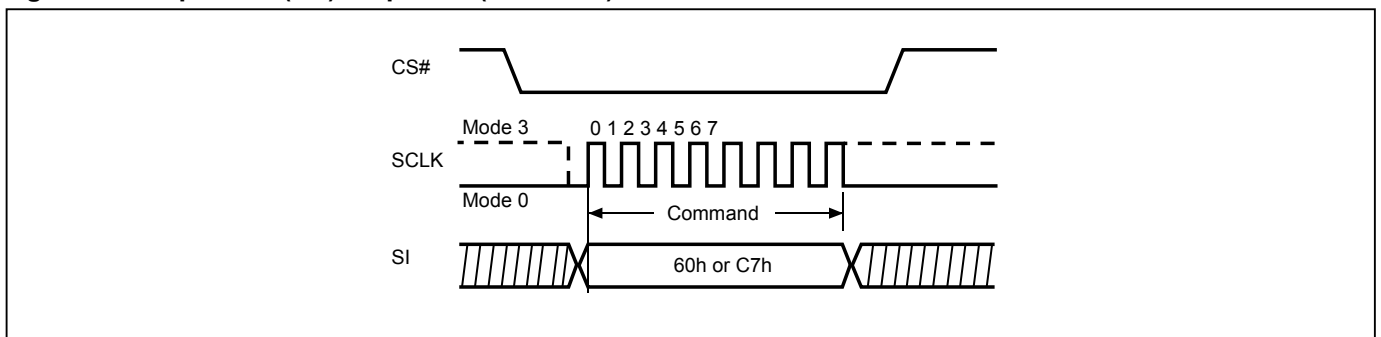 CS#
Mode 3
0 1 2 3 4 5 6 7
SCLK
Mode 0
Command
SI
60h or C7h